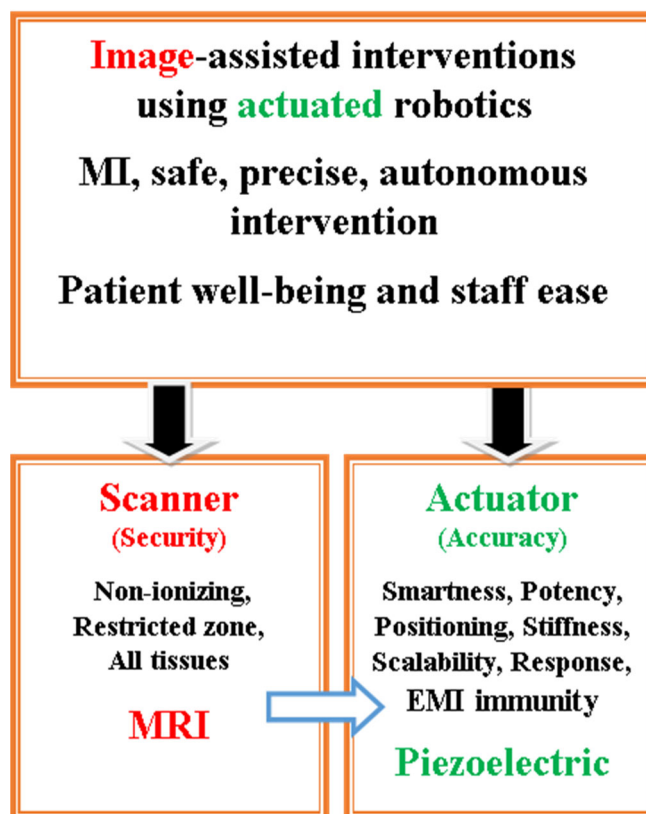 Image-assisted interventions
using actuated robotics
MI, safe, precise, autonomous
intervention
Patient well-being and staff ease
Scanner
(Security)
Non-ionizing,
Restricted zone,
All tissues
MRI
Actuator
(Accuracy)
Smartness, Potency,
Positioning, Stiffness,
Scalability, Response,
EMI immunity
Piezoelectric